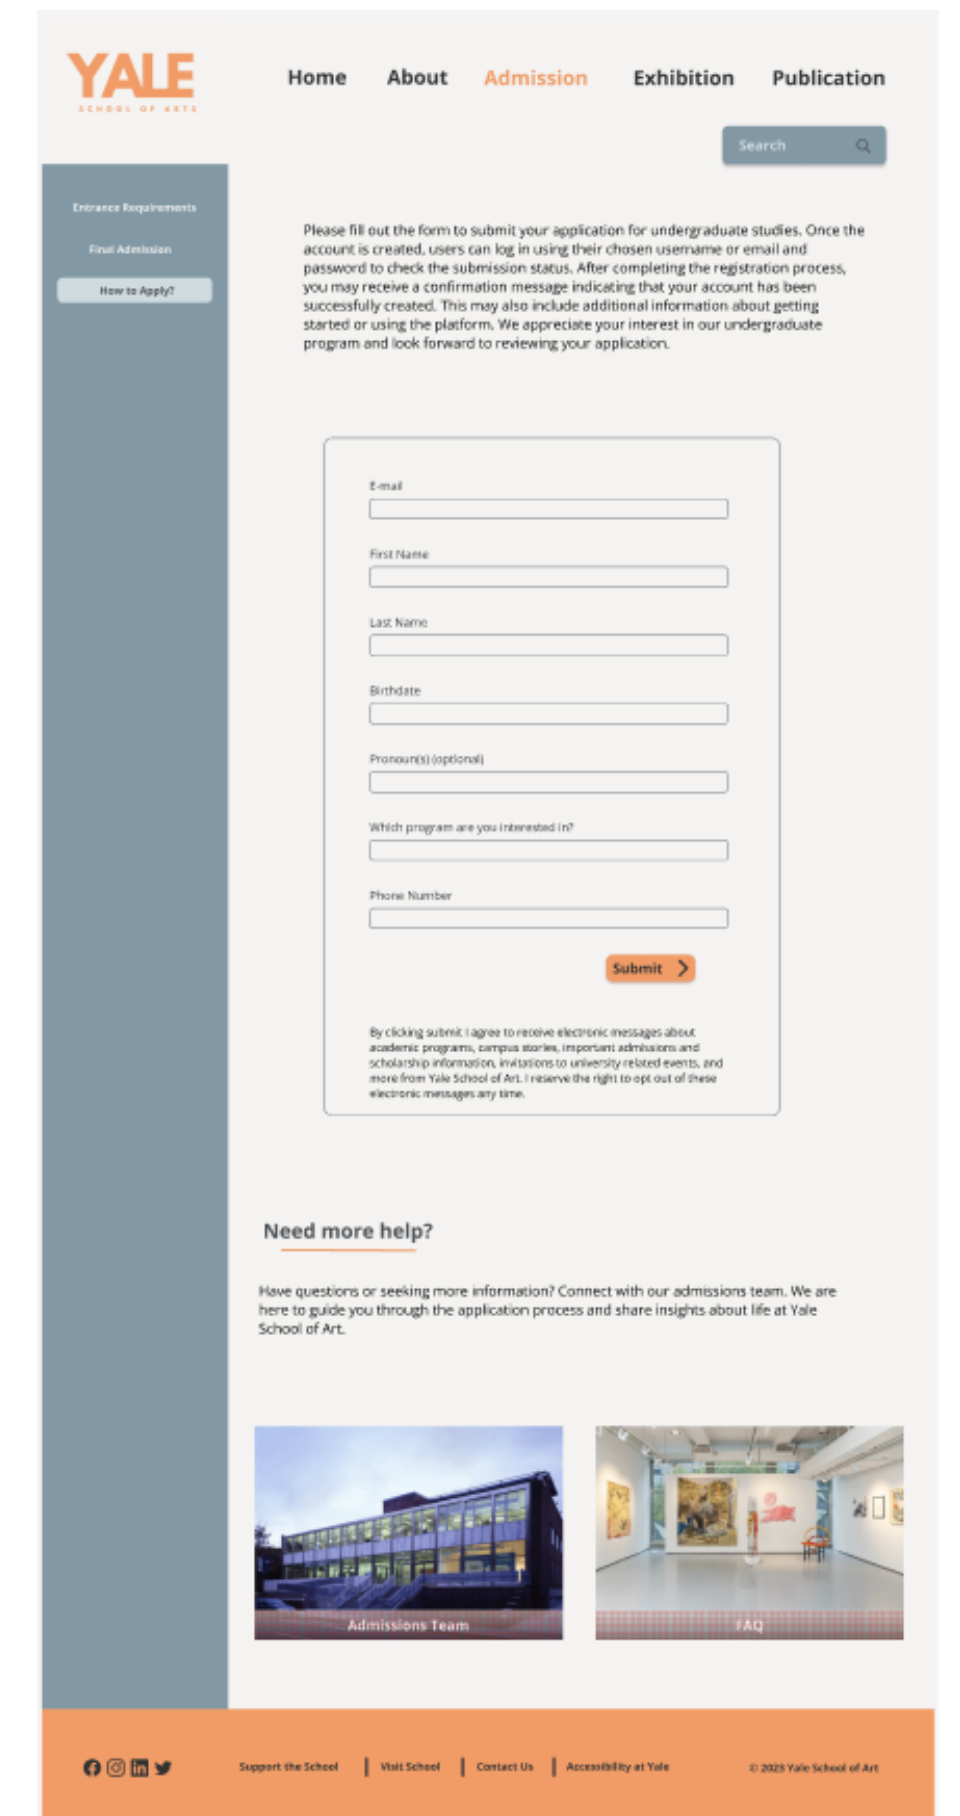 YALE
SCHOOL OF ARTS
Home About Admission Exhibition Publication
Search
Entrance Requirements
Final Admission
How to Apply?
Please fill out the form to submit your application for undergraduate studies. Once the
account is created, users can log in using their chosen username or email and
password to check the submission status. After completing the registration process,
you may receive a confirmation message indicating that your account has been
successfully created. This may also include additional information about getting
started or using the platform. We appreciate your interest in our undergraduate
program and look forward to reviewing your application.
E-mail
First Name
Last Name
Birthdate
Pronoun(s) (optional)
Which program are you interested in?
Phone Number
Submit
By clicking submit I agree to receive electronic messages about
academic programs, campus stories, important admissions and
scholarship information, invitations to university related events, and
more from Yale School of Art. I reserve the right to opt out of these
electronic messages any time.
Need more help?
Have questions or seeking more information? Connect with our admissions team. We are
here to guide you through the application process and share insights about life at Yale
School of Art.
Admissions Team
FAQ
Support the School | Visit School | Contact Us | Accessibility at Yale
© 2023 Yale School of Art